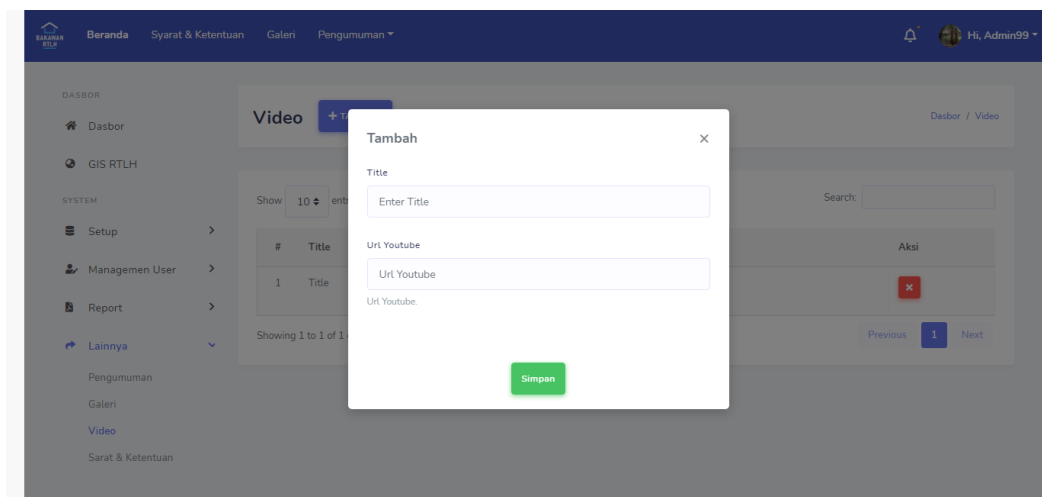 BAKAWAN
RTLH
Beranda Syarat & Ketentuan Galeri Pengumuman
Hi, Admin99
DASBOR
Dasbor
GIS RTLH
SYSTEM
Setup
Managemen User
Report
Lainnya
Pengumuman
Galeri
Video
Sarat & Ketentuan
Video
Dasbor / Video
Show 10
Search:
# Title Aksi
1 Title
Showing 1 to 1 of 1
Previous 1 Next
Tambah
Title
Enter Title
Url Youtube
Url Youtube
Url Youtube.
Simpan